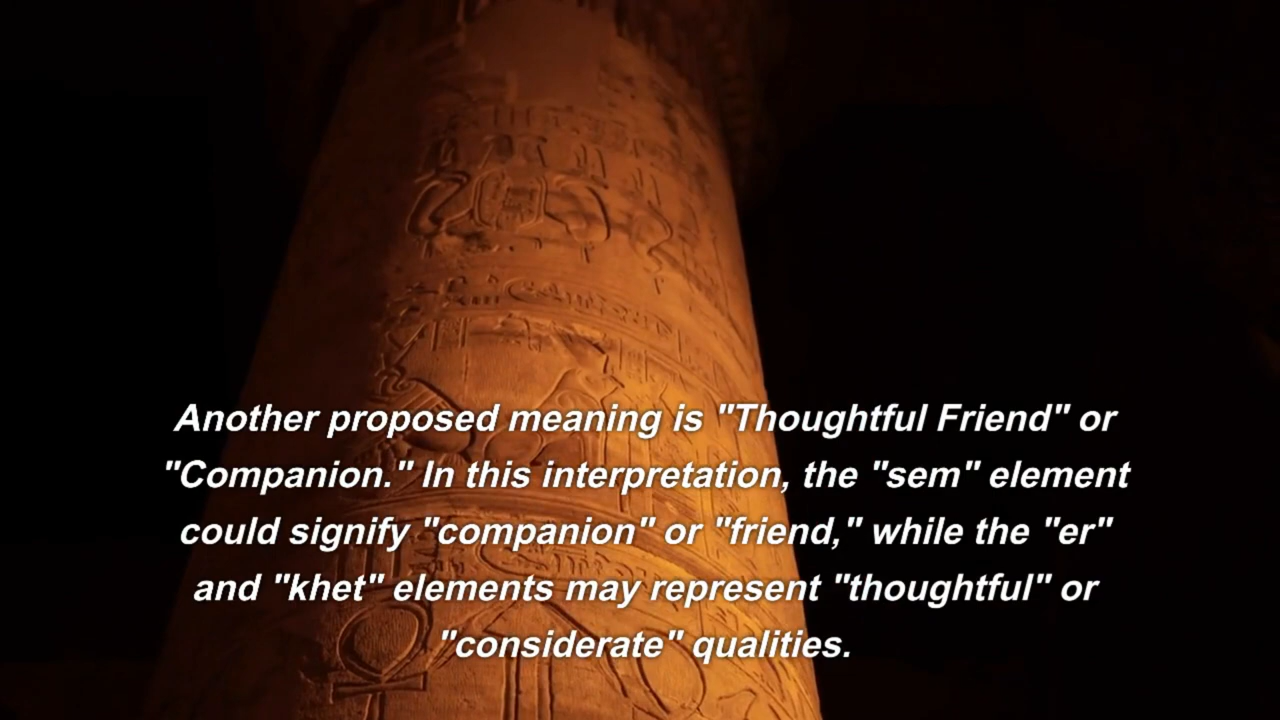 Another proposed meaning is "Thoughtful Friend" or
"Companion." In this interpretation, the "sem" element
could signify "companion" or "friend," while the "er"
and "khet" elements may represent "thoughtful" or
"considerate" qualities.